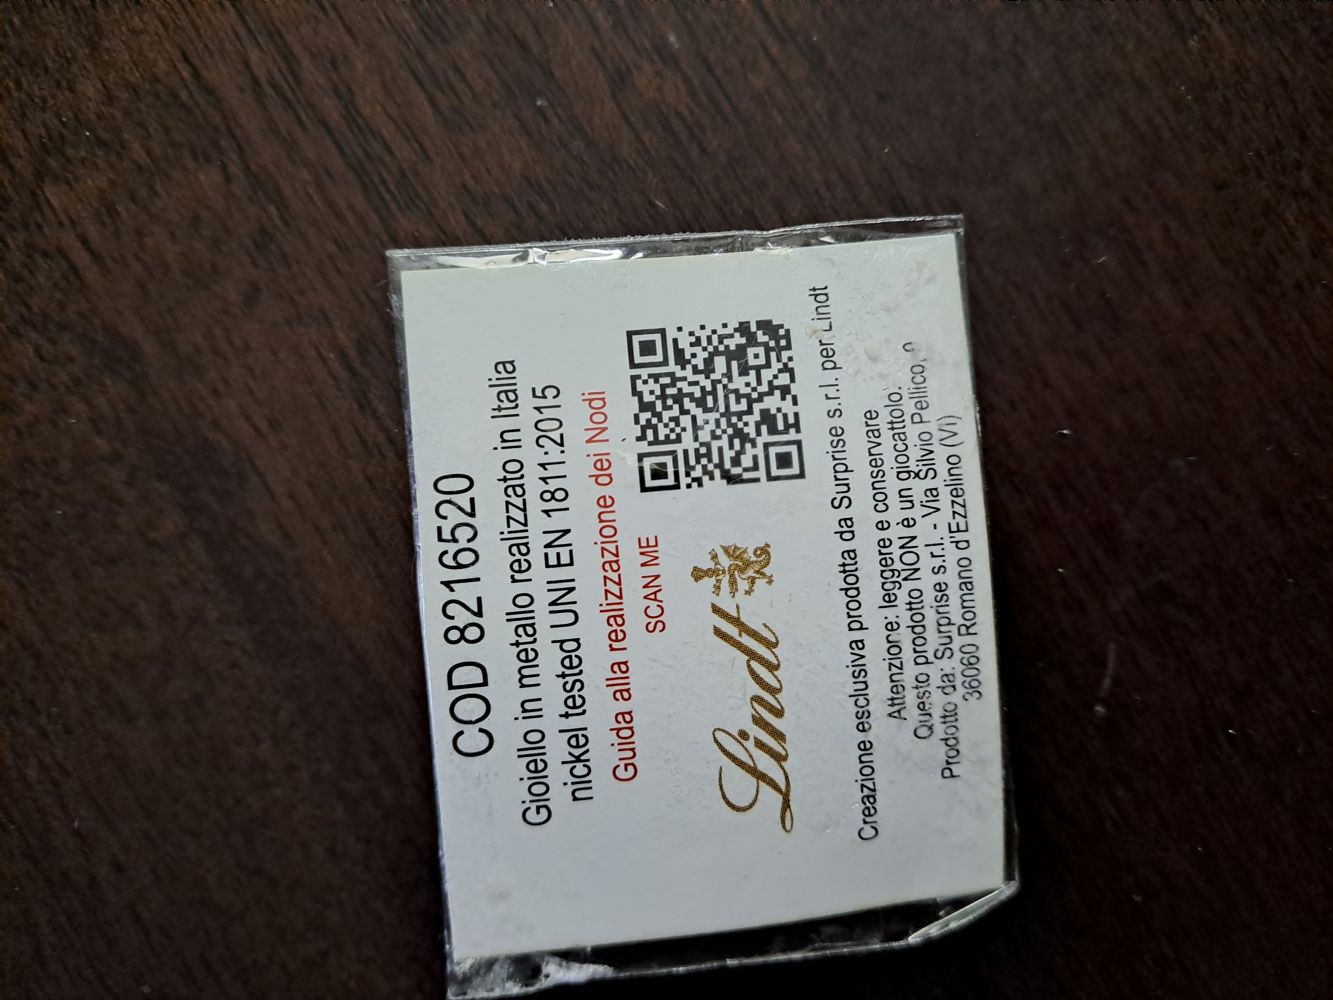 COD 8216520
Gioiello in metallo realizzato in Italia
nickel tested UNI EN 1811:2015
Guida alla realizzazione dei Nodi
SCAN ME
Lindt
Creazione esclusiva prodotta da Surprise s.r.l. per Lindt
Attenzione: leggere e conservare
Questo prodotto NON è un giocattolo.
Prodotto da: Surprise s.r.l. - Via Silvio Pellico,
36060 Romano d'Ezzelino (VI)